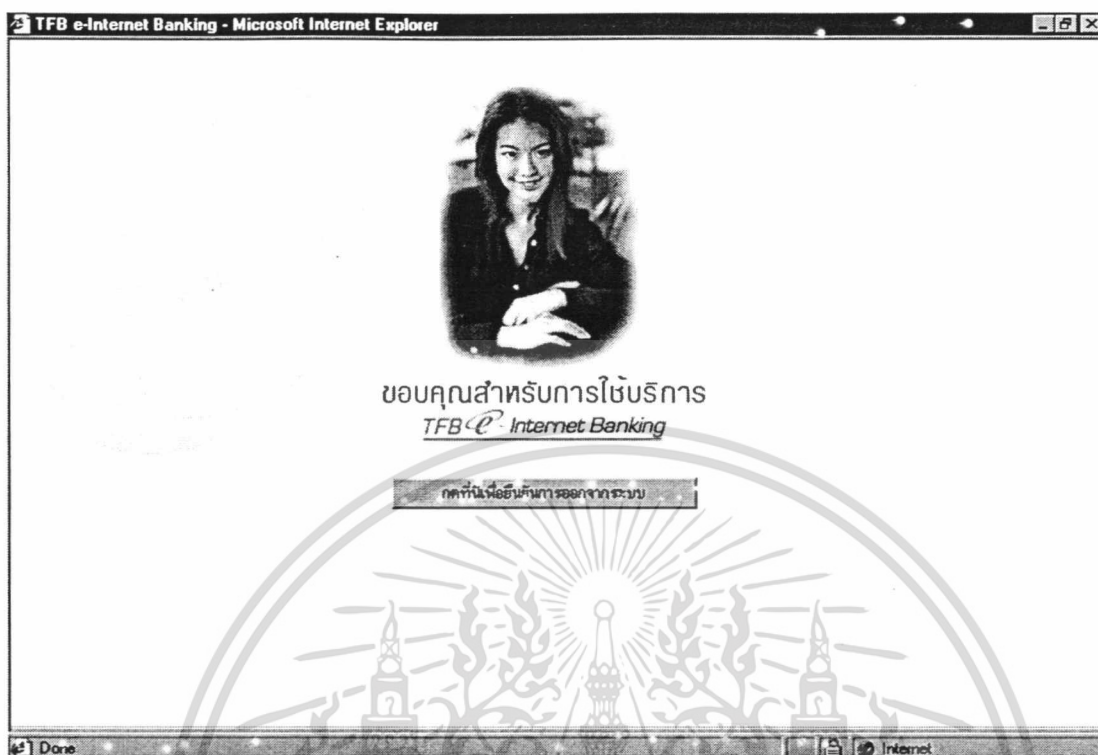 TFB e-Internet Banking - Microsoft Internet Explorer
ขอบคุณสำหรับการใช้บริการ
TFB e-Internet Banking
กดที่นี่เพื่อยืนยันการออกจากระบบ
Done
Internet